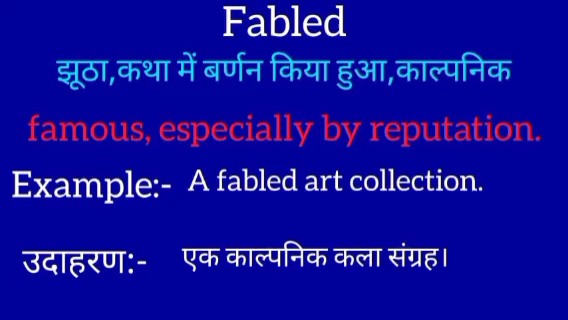 Fabled
झूठा,कथा में बर्णन किया हुआ,काल्पनिक
famous, especially by reputation.
Example:- A fabled art collection.
उदाहरण:- एक काल्पनिक कला संग्रह।